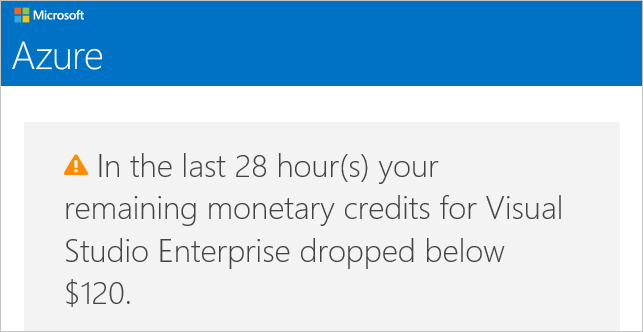 Microsoft
Azure
In the last 28 hour(s) your
remaining monetary credits for Visual
Studio Enterprise dropped below
$120.